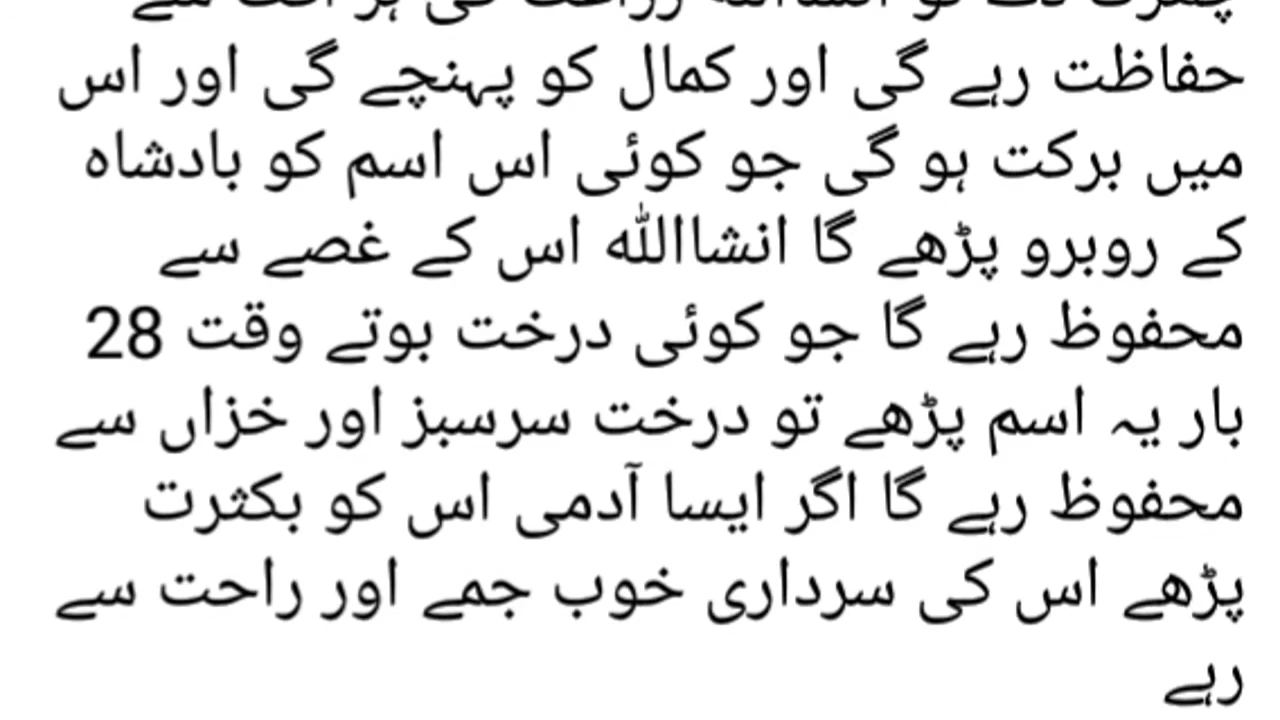 حفاظت رہے گی اور کمال کو پہنچے گی اور اس
میں برکت ہو گی جو کوئی اس اسم کو بادشاہ
کے روبرو پڑھے گا انشااللہ اس کے غصے سے
محفوظ رہے گا جو کوئی درخت بوتے وقت 28
بار یہ اسم پڑھے تو درخت سرسبز اور خزاں سے
محفوظ رہے گا اگر ایسا آدمی اس کو بکثرت
پڑھے اس کی سرداری خوب جمے اور راحت سے
رہے